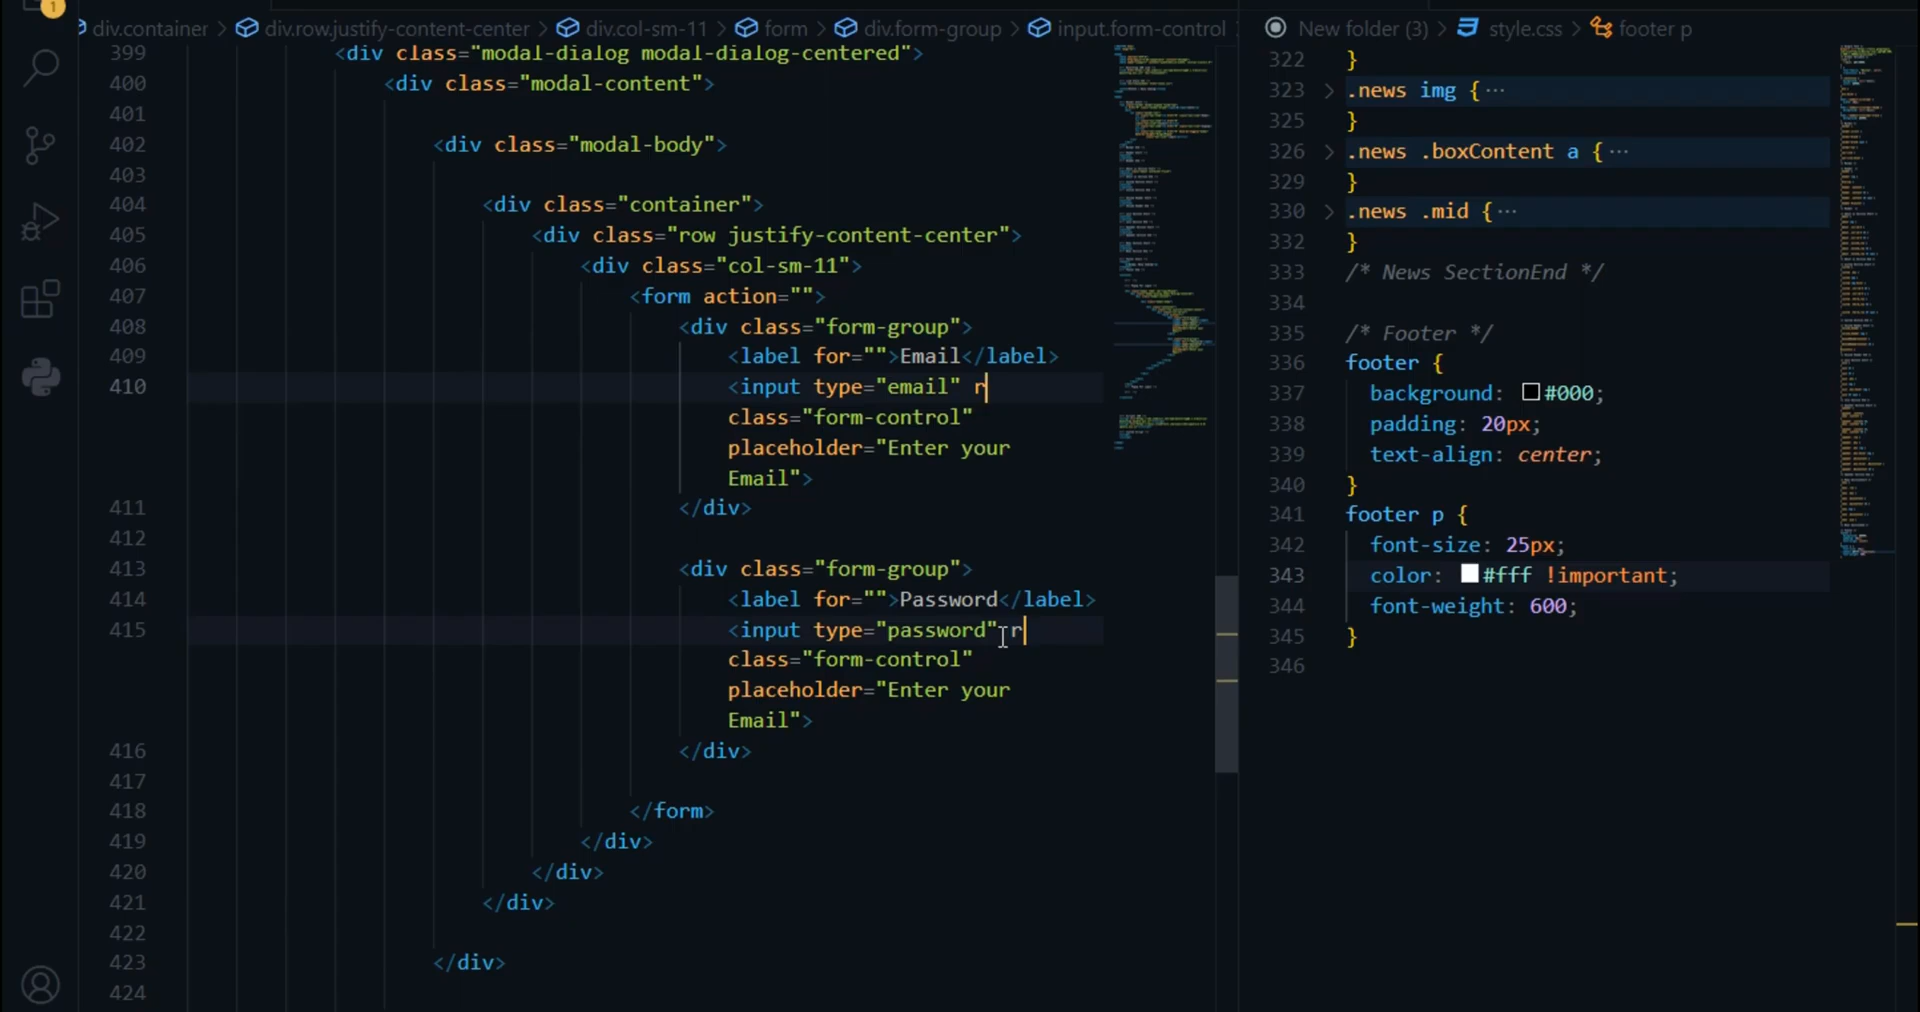 1
div.container > div.row.justify-content-center > div.col-sm-11 > form > div.form-group > input.form-control
399 <div class="modal-dialog modal-dialog-centered">
400 <div class="modal-content">
401
402 <div class="modal-body">
403
404 <div class="container">
405 <div class="row justify-content-center">
406 <div class="col-sm-11">
407 <form action="">
408 <div class="form-group">
409 <label for="">Email</label>
410 <input type="email" r
class="form-control"
placeholder="Enter your
Email">
411 </div>
412
413 <div class="form-group">
414 <label for="">Password</label>
415 <input type="password" r
class="form-control"
placeholder="Enter your
Email">
416 </div>
417
418 </form>
419 </div>
420 </div>
421 </div>
422
423 </div>
424
New folder (3) > style.css > footer p
322 }
323 > .news img { ...
325 }
326 > .news .boxContent a { ...
329 }
330 > .news .mid { ...
332 }
333 /* News SectionEnd */
334
335 /* Footer */
336 footer {
337 background: #000;
338 padding: 20px;
339 text-align: center;
340 }
341 footer p {
342 font-size: 25px;
343 color: #fff !important;
344 font-weight: 600;
345 }
346